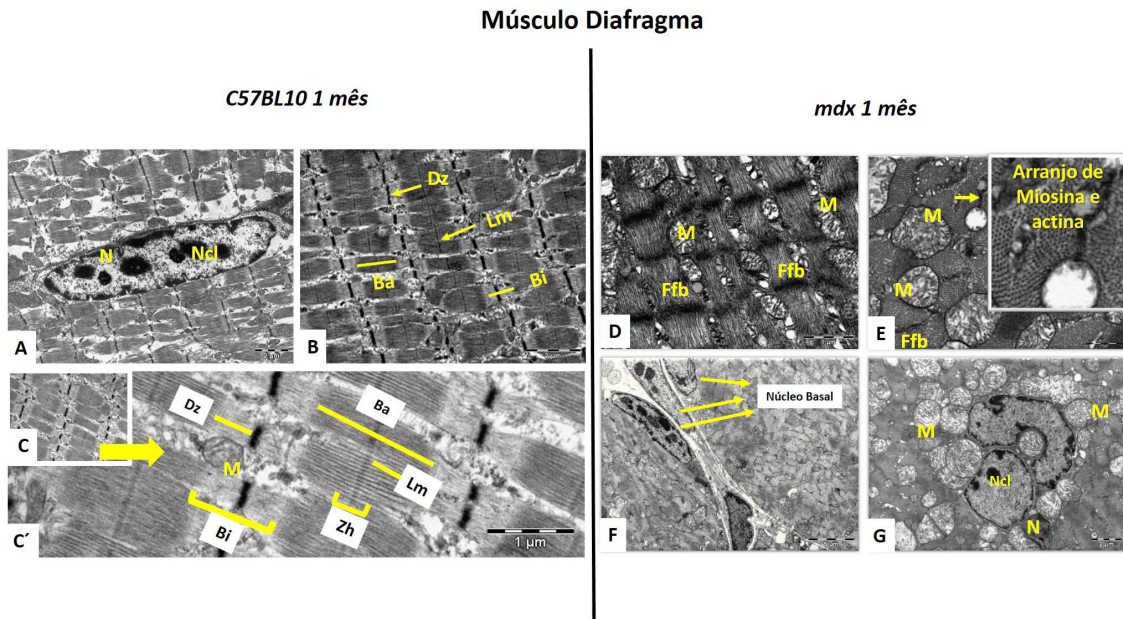 Músculo Diafragma
C57BL10 1 mês
mdx 1 mês
N
Ncl
A
Dz
Lm
Ba
Bi
B
C
Dz
Ba
M
Lm
Bi
Zh
1 µm
C´
M
M
Ffb
Ffb
D
Arranjo de
Miosina e
actina
M
M
Ffb
E
Núcleo Basal
F
M
M
Ncl
N
G